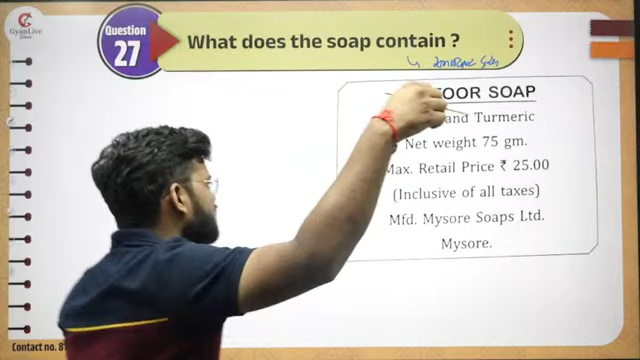 GyanLive
Question
27
What does the soap contain ?
OOR SOAP
and Turmeric
Net weight 75 gm.
Max. Retail Price ₹ 25.00
(Inclusive of all taxes)
Mfd. Mysore Soaps Ltd.
Mysore.
Contact no. 8